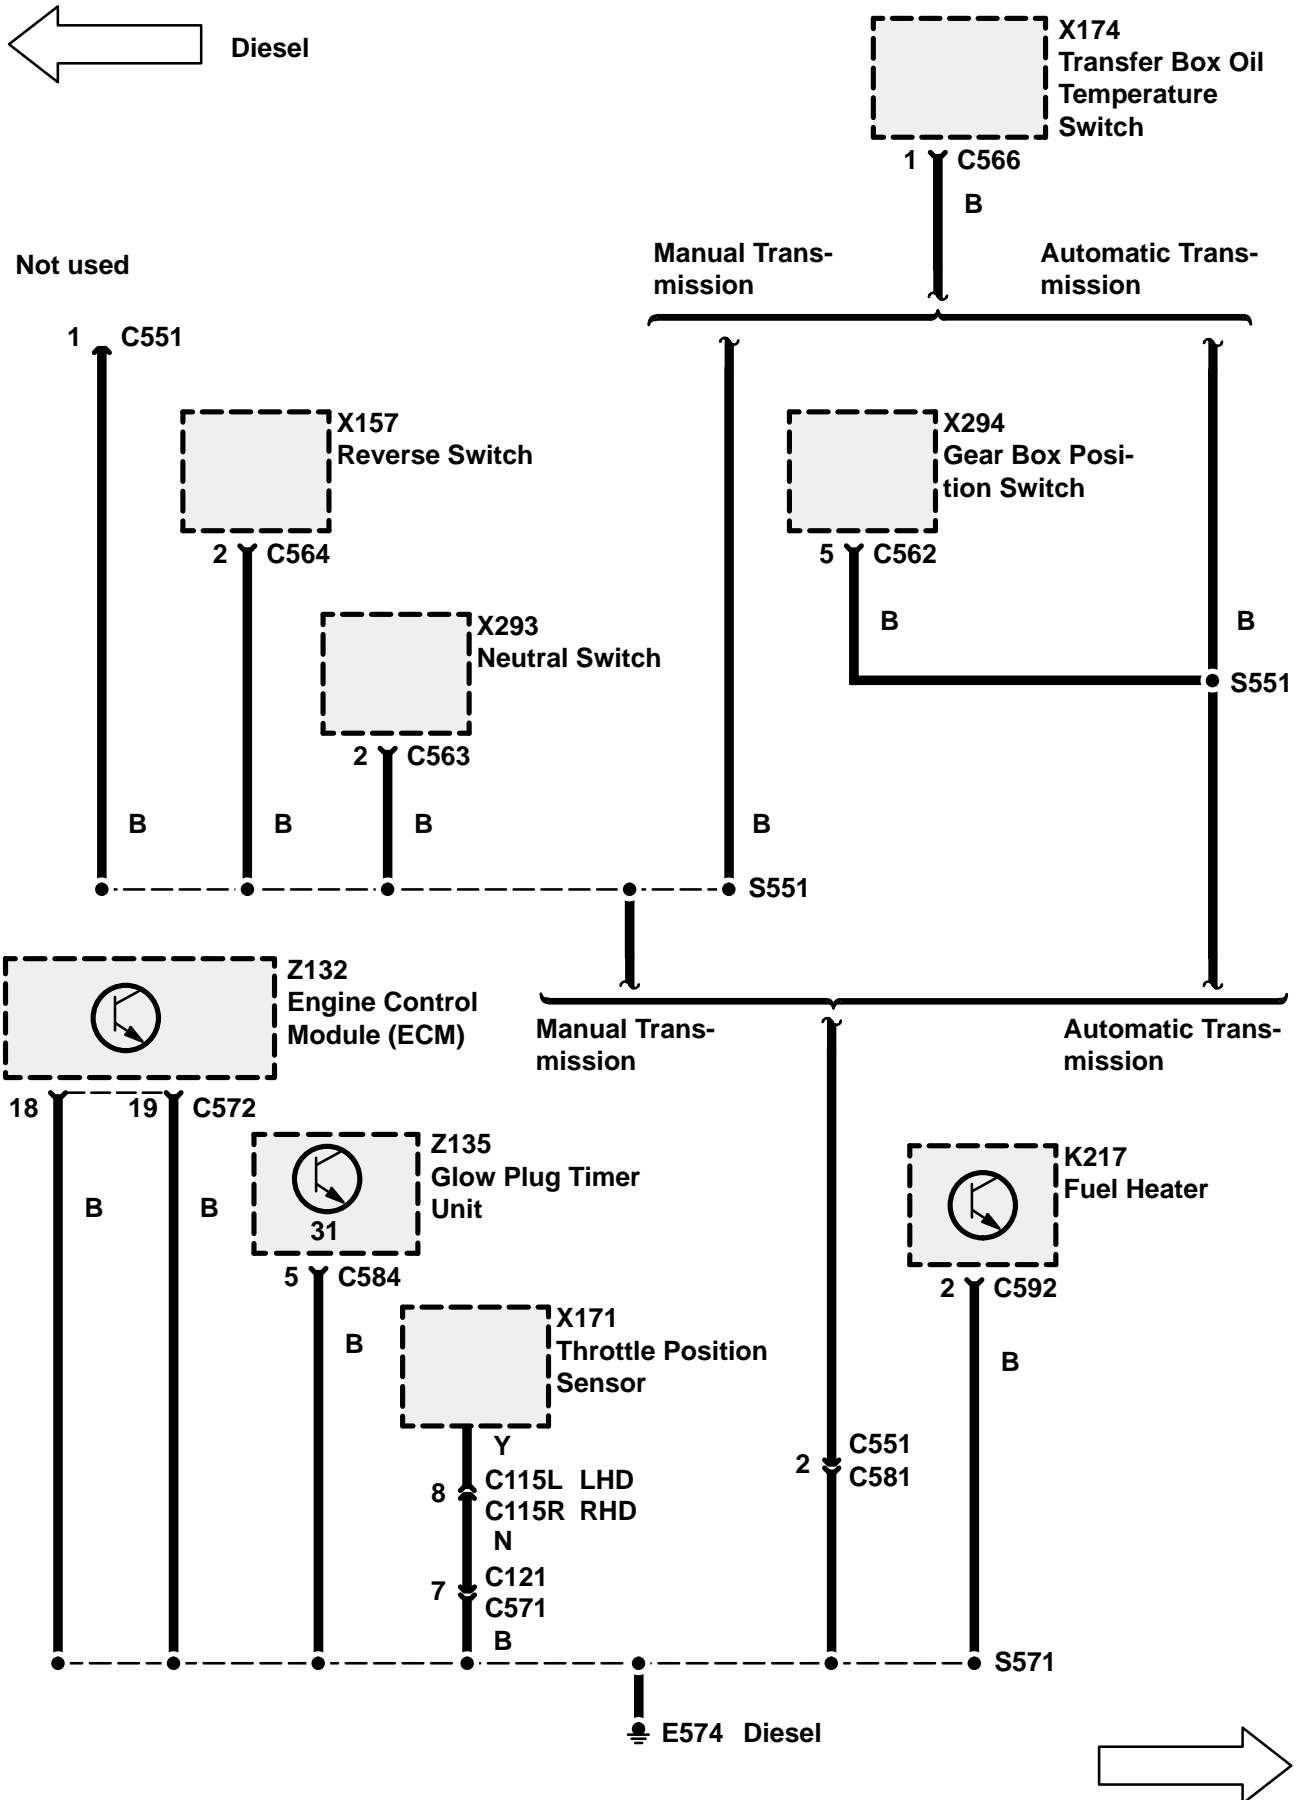 Diesel
X174
Transfer Box Oil
Temperature
Switch
1 C566
B
Not used
Manual Trans-
mission
Automatic Trans-
mission
1 C551
X157
Reverse Switch
X294
Gear Box Posi-
tion Switch
2 C564
5 C562
X293
Neutral Switch
B
B
S551
2 C563
B
B
B
B
S551
Z132
Engine Control
Module (ECM)
Manual Trans-
mission
Automatic Trans-
mission
18
19 C572
Z135
Glow Plug Timer
Unit
31
K217
Fuel Heater
B
B
5 C584
2 C592
X171
Throttle Position
Sensor
B
B
Y
C551
2
C581
C115L LHD
8
C115R RHD
N
C121
7
C571
B
S571
E574 Diesel